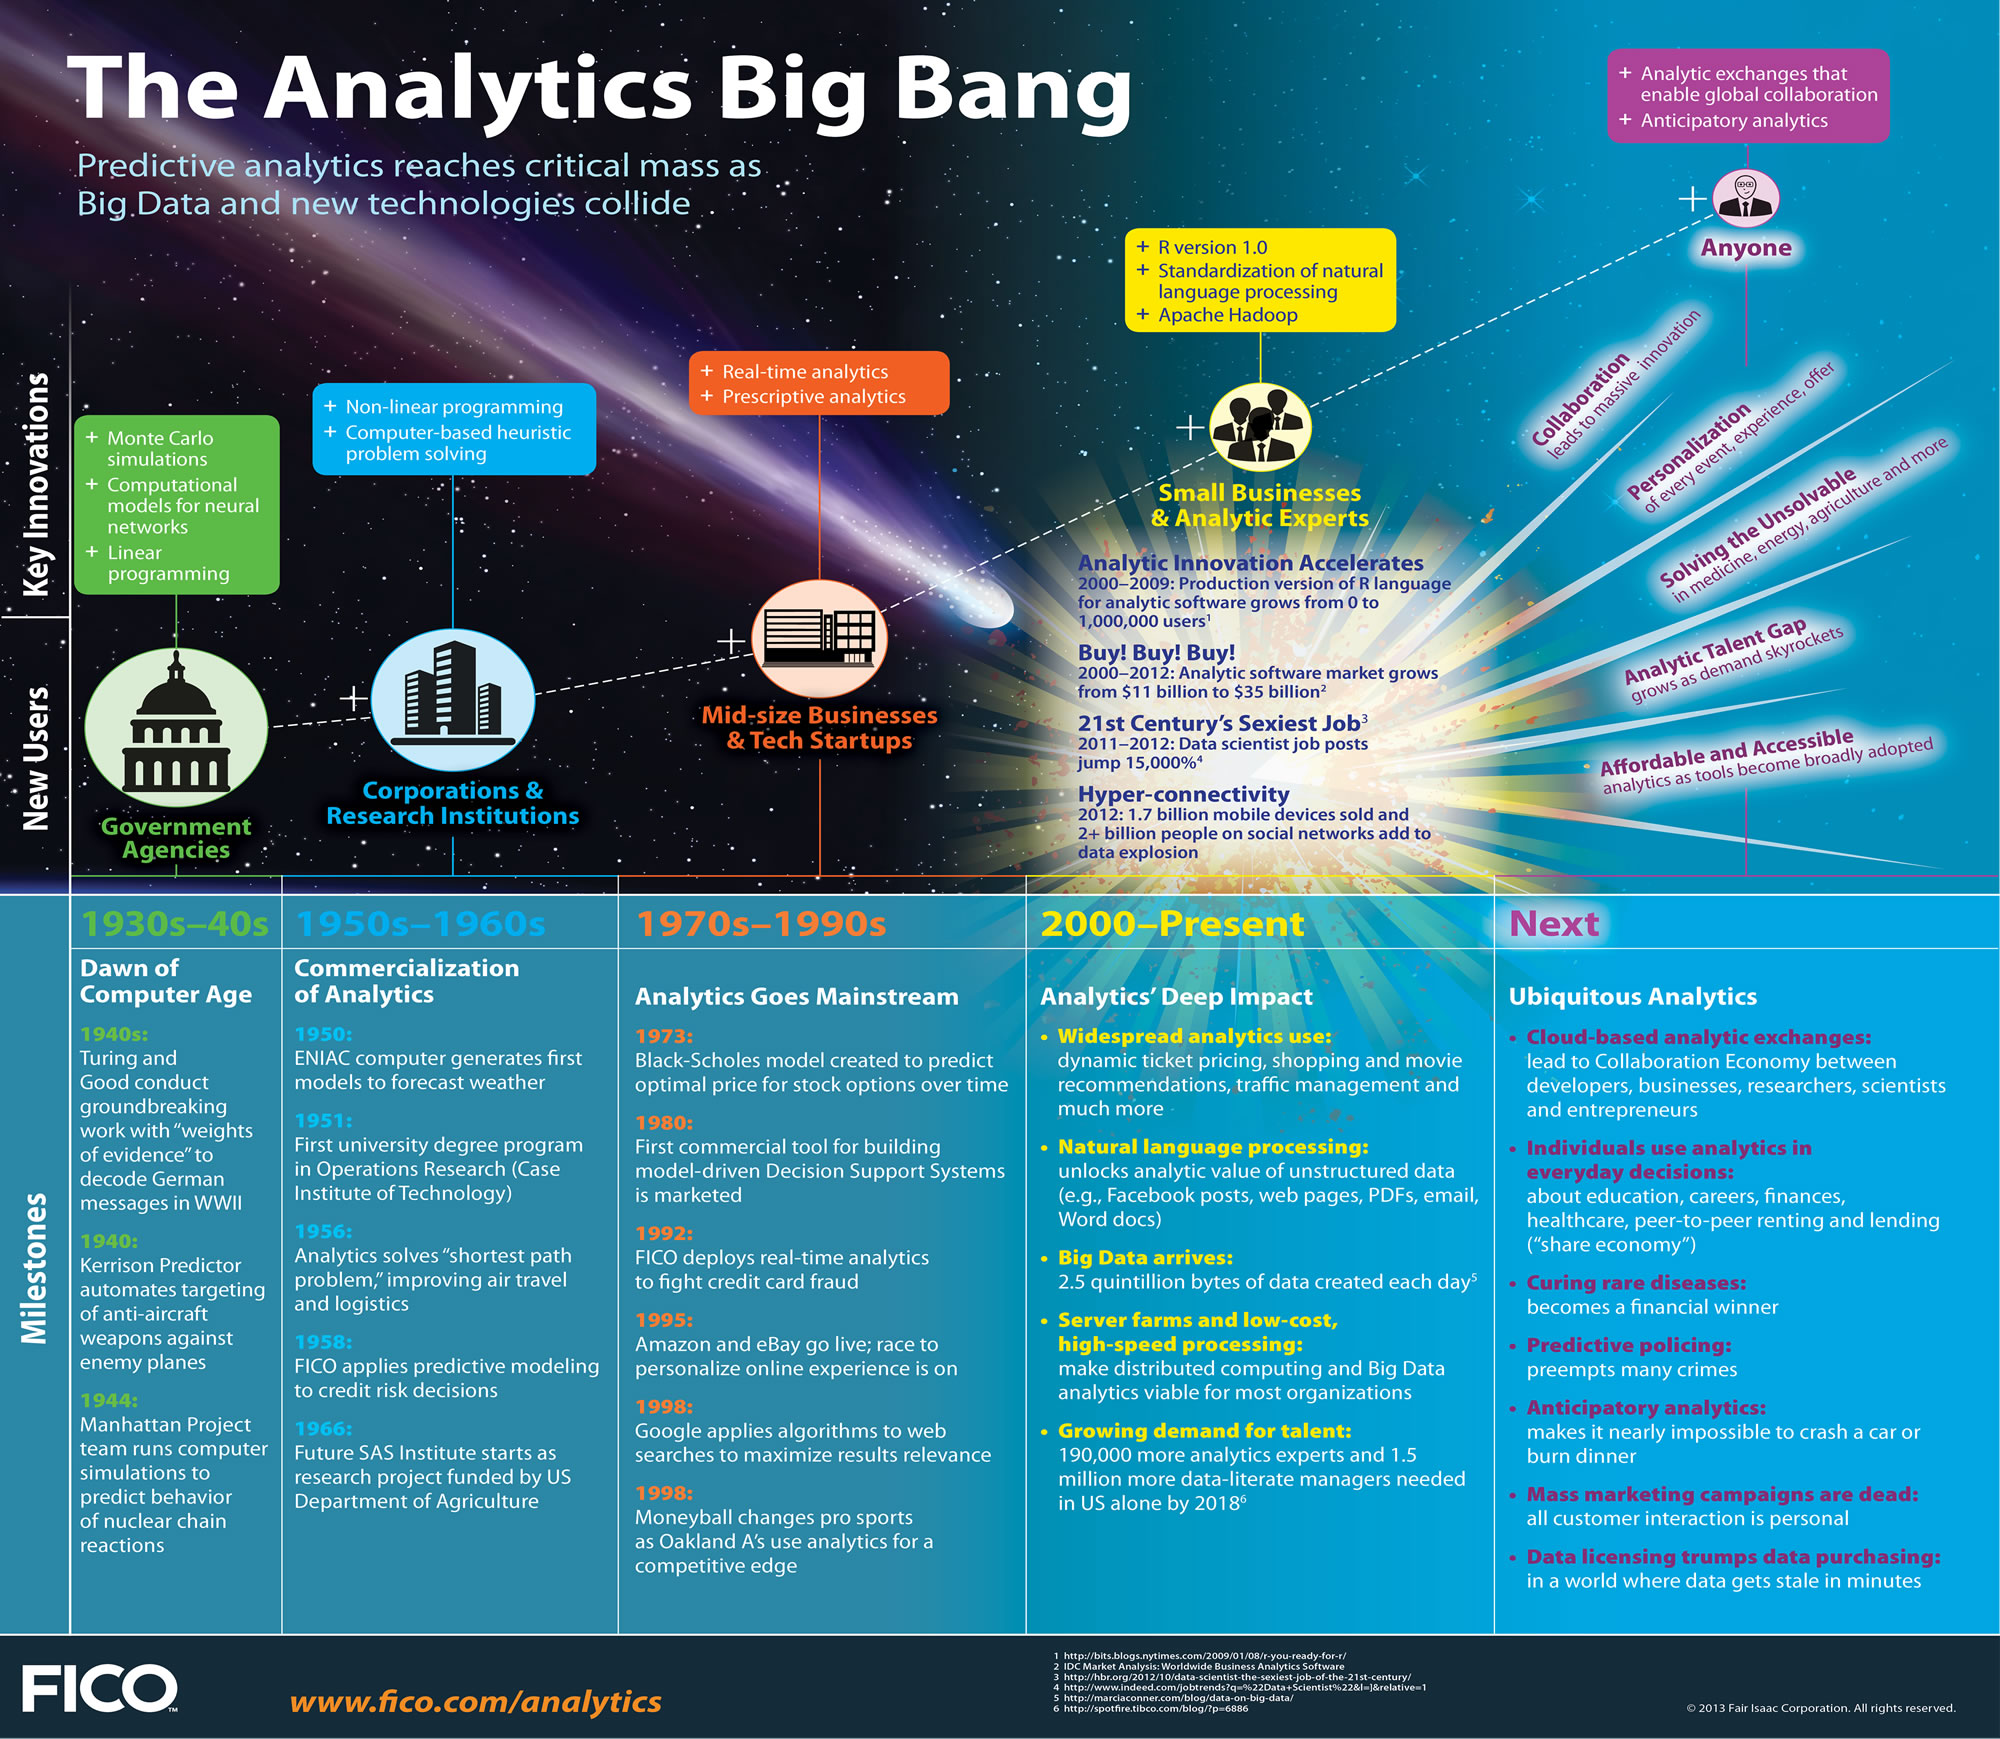 The Analytics Big Bang
Predictive analytics reaches critical mass as
Big Data and new technologies collide
Key Innovations
New Users
+ Monte Carlo
simulations
+ Computational
models for neural
networks
+ Linear
programming
Government
Agencies
+ Non-linear programming
+ Computer-based heuristic
problem solving
+
Corporations &
Research Institutions
+ Real-time analytics
+ Prescriptive analytics
+
Mid-size Businesses
& Tech Startups
+ R version 1.0
+ Standardization of natural
language processing
+ Apache Hadoop
+
Small Businesses
& Analytic Experts
Analytic Innovation Accelerates
2000–2009: Production version of R language
for analytic software grows from 0 to
1,000,000 users1
Buy! Buy! Buy!
2000–2012: Analytic software market grows
from $11 billion to $35 billion2
21st Century's Sexiest Job3
2011–2012: Data scientist job posts
jump 15,000%4
Hyper-connectivity
2012: 1.7 billion mobile devices sold and
2+ billion people on social networks add to
data explosion
+ Analytic exchanges that
enable global collaboration
+ Anticipatory analytics
+
Anyone
Collaboration
leads to massive innovation
Personalization
of every event, experience, offer
Solving the Unsolvable
in medicine, energy, agriculture and more
Analytic Talent Gap
grows as demand skyrockets
Affordable and Accessible
analytics as tools become broadly adopted
Milestones
1930s–40s
Dawn of
Computer Age
1940s:
Turing and
Good conduct
groundbreaking
work with "weights
of evidence" to
decode German
messages in WWII
1940:
Kerrison Predictor
automates targeting
of anti-aircraft
weapons against
enemy planes
1944:
Manhattan Project
team runs computer
simulations to
predict behavior
of nuclear chain
reactions
1950s–1960s
Commercialization
of Analytics
1950:
ENIAC computer generates first
models to forecast weather
1951:
First university degree program
in Operations Research (Case
Institute of Technology)
1956:
Analytics solves "shortest path
problem," improving air travel
and logistics
1958:
FICO applies predictive modeling
to credit risk decisions
1966:
Future SAS Institute starts as
research project funded by US
Department of Agriculture
1970s–1990s
Analytics Goes Mainstream
1973:
Black-Scholes model created to predict
optimal price for stock options over time
1980:
First commercial tool for building
model-driven Decision Support Systems
is marketed
1992:
FICO deploys real-time analytics
to fight credit card fraud
1995:
Amazon and eBay go live; race to
personalize online experience is on
1998:
Google applies algorithms to web
searches to maximize results relevance
1998:
Moneyball changes pro sports
as Oakland A's use analytics for a
competitive edge
2000–Present
Analytics' Deep Impact
• Widespread analytics use:
dynamic ticket pricing, shopping and movie
recommendations, traffic management and
much more
• Natural language processing:
unlocks analytic value of unstructured data
(e.g., Facebook posts, web pages, PDFs, email,
Word docs)
• Big Data arrives:
2.5 quintillion bytes of data created each day5
• Server farms and low-cost,
high-speed processing:
make distributed computing and Big Data
analytics viable for most organizations
• Growing demand for talent:
190,000 more analytics experts and 1.5
million more data-literate managers needed
in US alone by 20186
Next
Ubiquitous Analytics
• Cloud-based analytic exchanges:
lead to Collaboration Economy between
developers, businesses, researchers, scientists
and entrepreneurs
• Individuals use analytics in
everyday decisions:
about education, careers, finances,
healthcare, peer-to-peer renting and lending
("share economy")
• Curing rare diseases:
becomes a financial winner
• Predictive policing:
preempts many crimes
• Anticipatory analytics:
makes it nearly impossible to crash a car or
burn dinner
• Mass marketing campaigns are dead:
all customer interaction is personal
• Data licensing trumps data purchasing:
in a world where data gets stale in minutes
FICO™
www.fico.com/analytics
1 http://bits.blogs.nytimes.com/2009/01/08/r-you-ready-for-r/
2 IDC Market Analysis: Worldwide Business Analytics Software
3 http://hbr.org/2012/10/data-scientist-the-sexiest-job-of-the-21st-century/
4 http://www.indeed.com/jobtrends?q=%22Data+Scientist%22&l=]&relative=1
5 http://marciaconner.com/blog/data-on-big-data/
6 http://spotfire.tibco.com/blog/?p=6886
© 2013 Fair Isaac Corporation. All rights reserved.